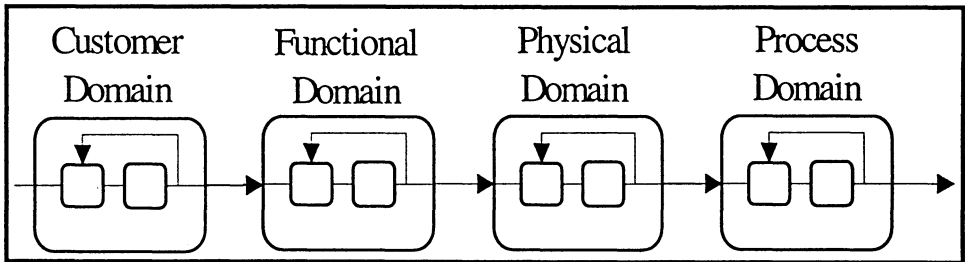 Customer Domain
Functional Domain
Physical Domain
Process Domain